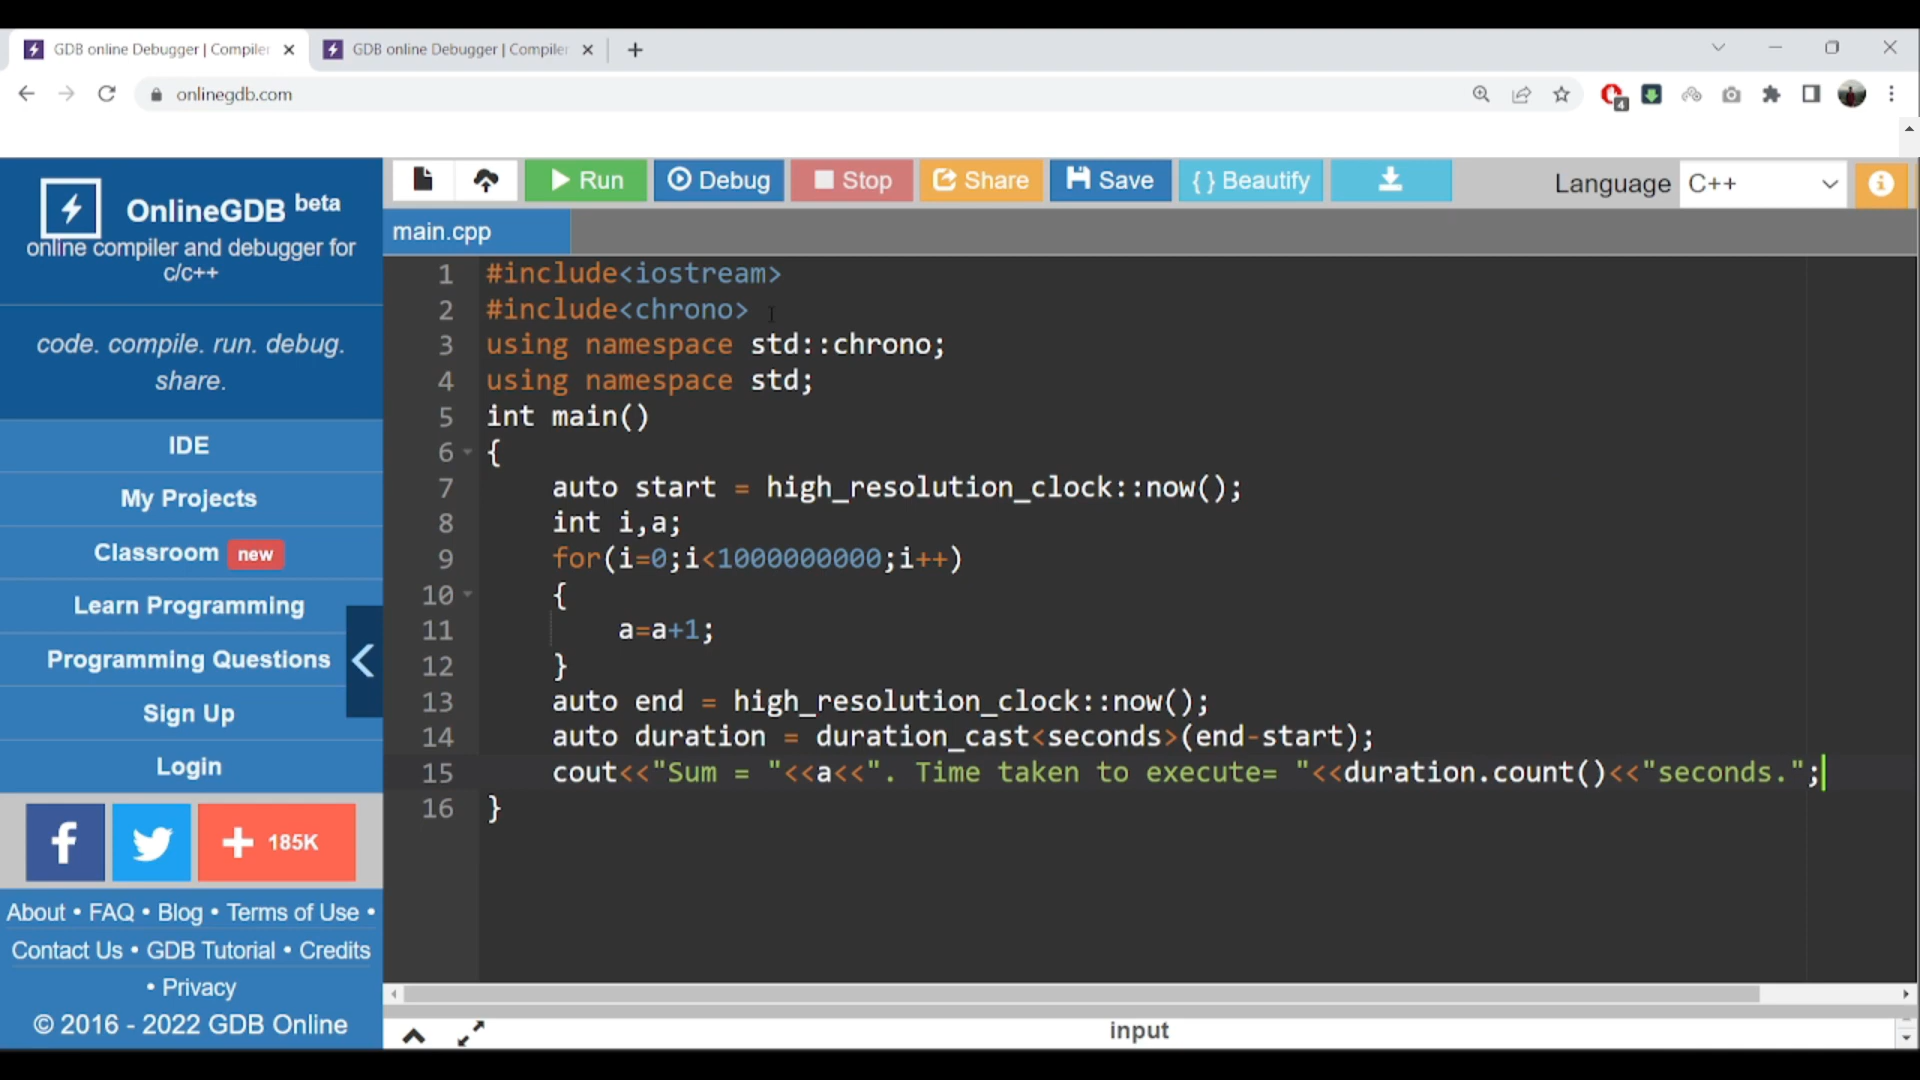 GDB online Debugger | Compiler
GDB online Debugger | Compiler
onlinegdb.com
4
OnlineGDB beta
online compiler and debugger for
c/c++
code. compile. run. debug.
share.
IDE
My Projects
Classroom new
Learn Programming
Programming Questions
Sign Up
Login
185K
About • FAQ • Blog • Terms of Use •
Contact Us • GDB Tutorial • Credits
• Privacy
© 2016 - 2022 GDB Online
Run Debug Stop Share Save { } Beautify Language C++
main.cpp
1 #include<iostream>
2 #include<chrono>
3 using namespace std::chrono;
4 using namespace std;
5 int main()
6 {
7 auto start = high_resolution_clock::now();
8 int i,a;
9 for(i=0;i<1000000000;i++)
10 {
11 a=a+1;
12 }
13 auto end = high_resolution_clock::now();
14 auto duration = duration_cast<seconds>(end-start);
15 cout<<"Sum = "<<a<<". Time taken to execute= "<<duration.count()<<"seconds.";
16 }
input